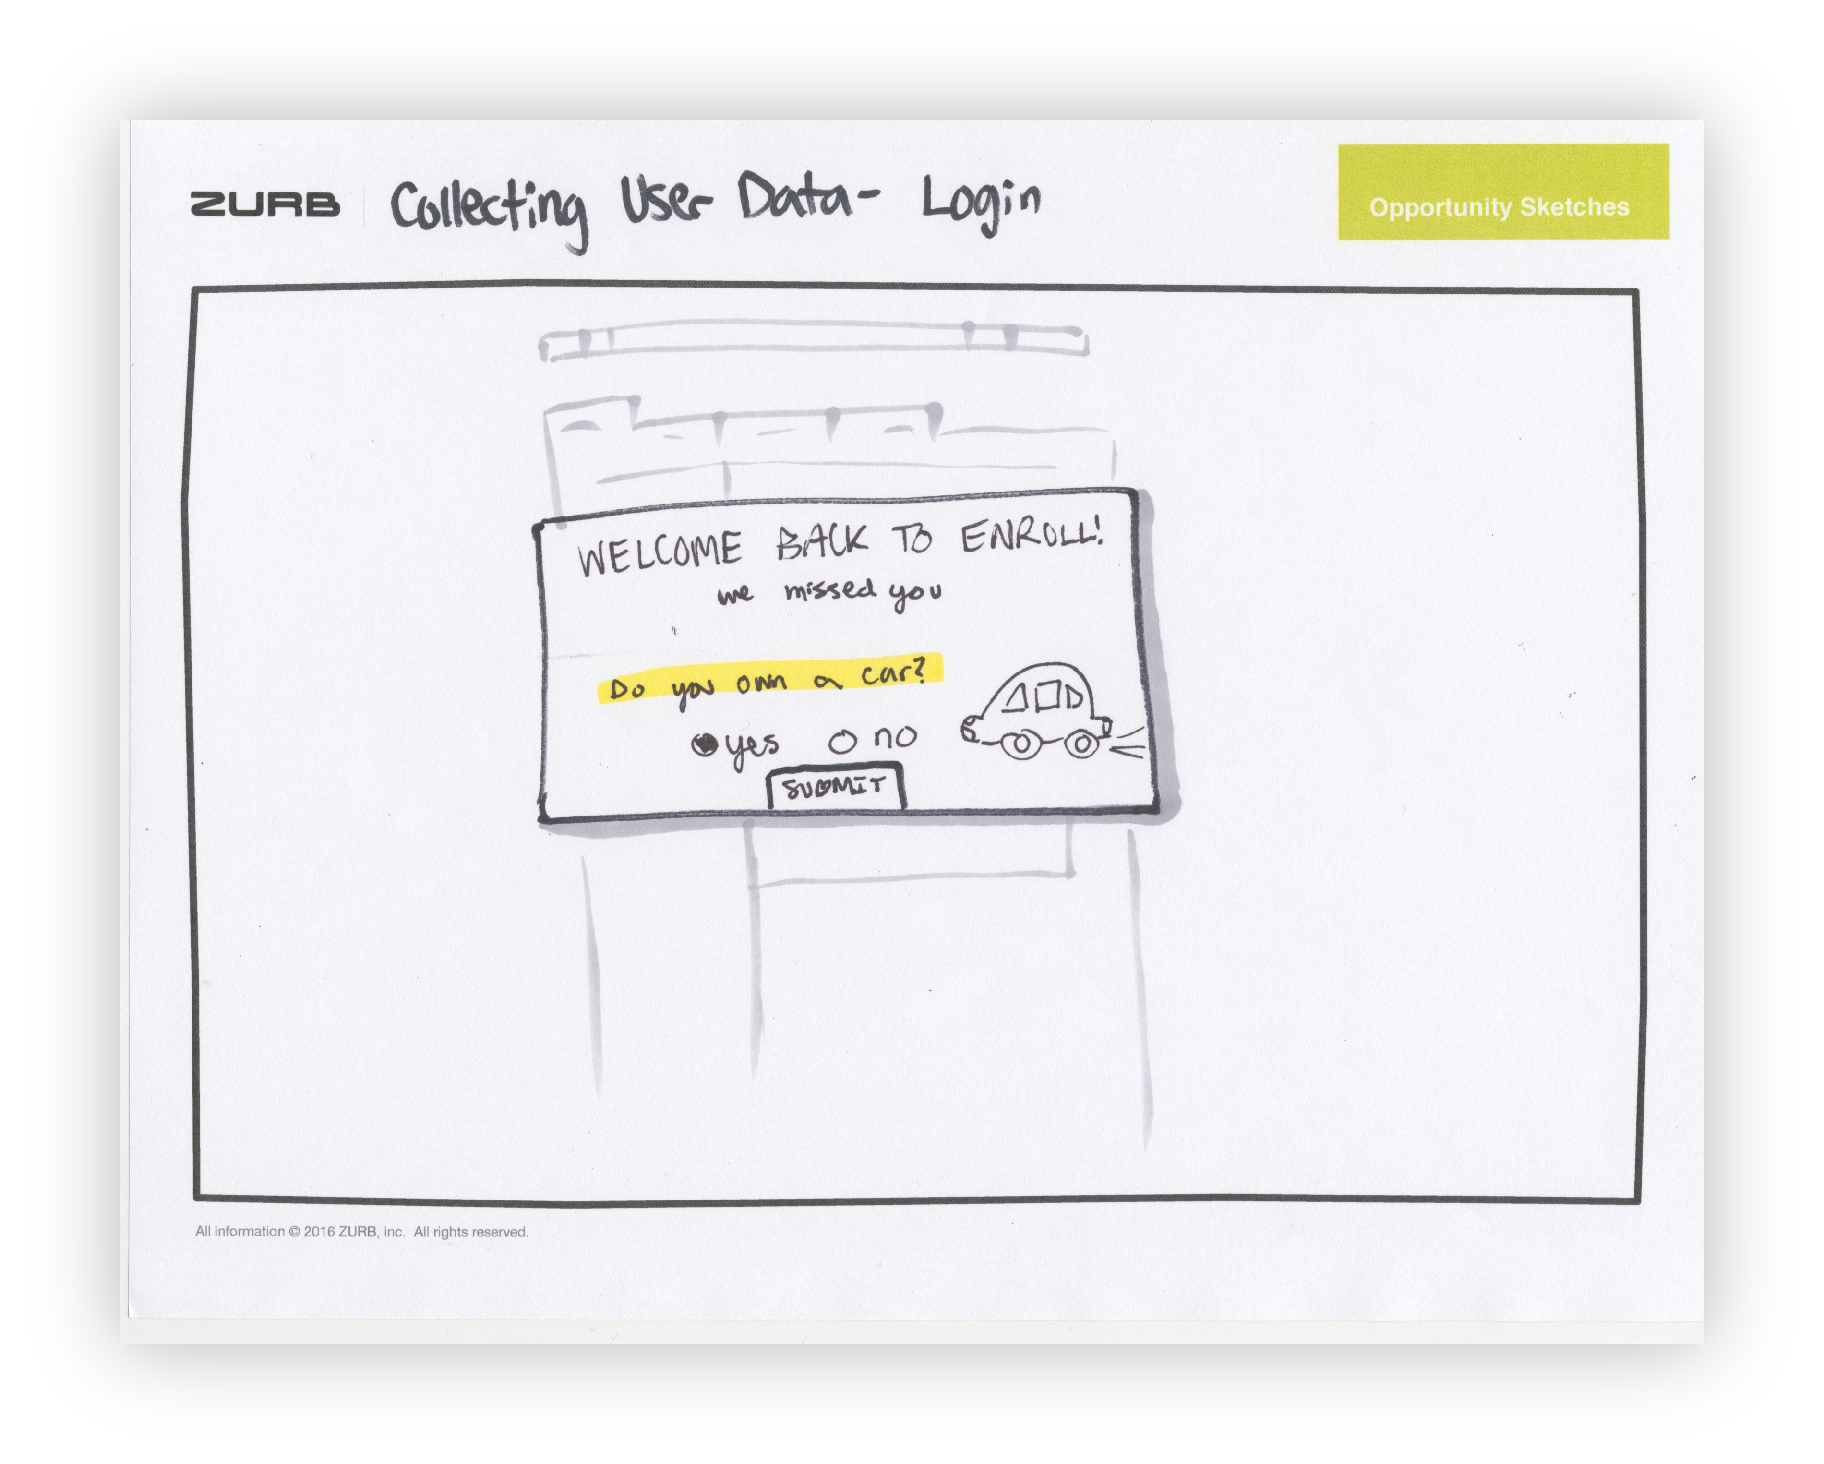 ZURB Collecting User Data - Login
Opportunity Sketches
WELCOME BACK TO ENROLL!
we missed you
Do you own a car?
yes no
SUBMIT
All information © 2016 ZURB, inc. All rights reserved.